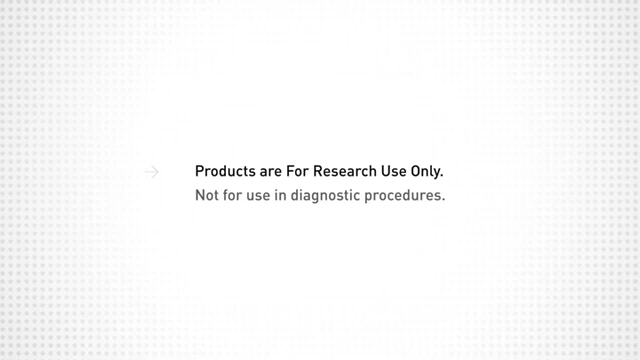 Products are For Research Use Only.
Not for use in diagnostic procedures.